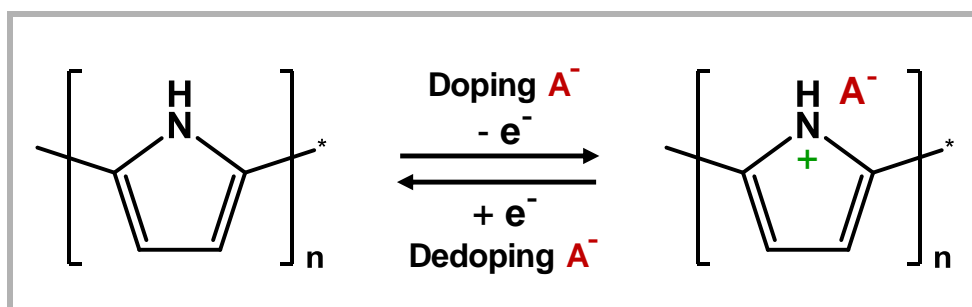 H
N
*
n
Doping A⁻
- e⁻
+ e⁻
Dedoping A⁻
H A⁻
N
+
*
n